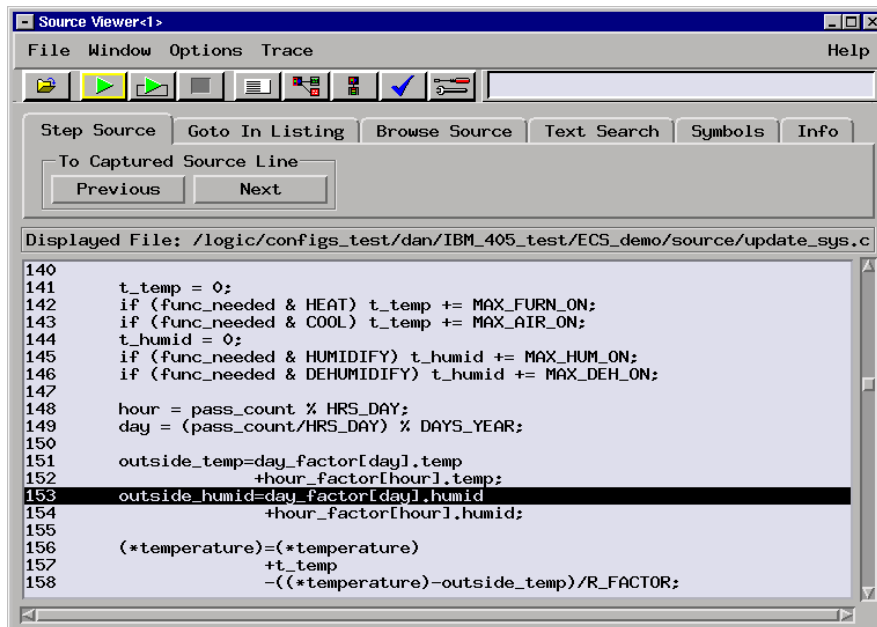 Source Viewer<1>
File Window Options Trace Help
Step Source Goto In Listing Browse Source Text Search Symbols Info
To Captured Source Line
Previous Next
Displayed File: /logic/configs_test/dan/IBM_405_test/ECS_demo/source/update_sys.c
140
141 t_temp = 0;
142 if (func_needed & HEAT) t_temp += MAX_FURN_ON;
143 if (func_needed & COOL) t_temp += MAX_AIR_ON;
144 t_humid = 0;
145 if (func_needed & HUMIDIFY) t_humid += MAX_HUM_ON;
146 if (func_needed & DEHUMIDIFY) t_humid += MAX_DEH_ON;
147
148 hour = pass_count % HRS_DAY;
149 day = (pass_count/HRS_DAY) % DAYS_YEAR;
150
151 outside_temp=day_factor[day].temp
152 +hour_factor[hour].temp;
153 outside_humid=day_factor[day].humid
154 +hour_factor[hour].humid;
155
156 (*temperature)=(*temperature)
157 +t_temp
158 -((*temperature)-outside_temp)/R_FACTOR;